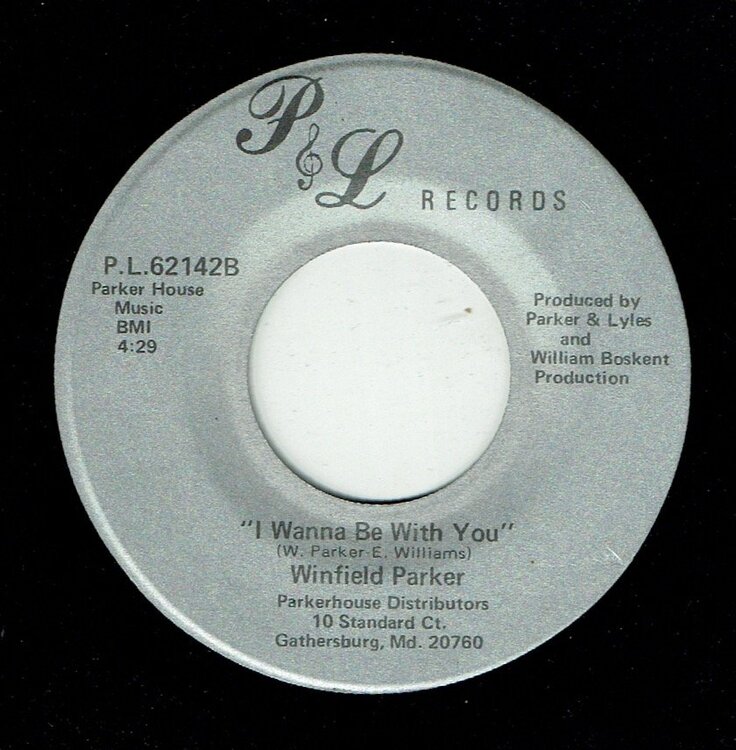 P & L RECORDS
P.L.62142B
Parker House
Music
BMI
4:29
Produced by
Parker & Lyles
and
William Boskent
Production
"I Wanna Be With You"
(W. Parker E. Williams)
Winfield Parker
Parkerhouse Distributors
10 Standard Ct.
Gathersburg, Md. 20760